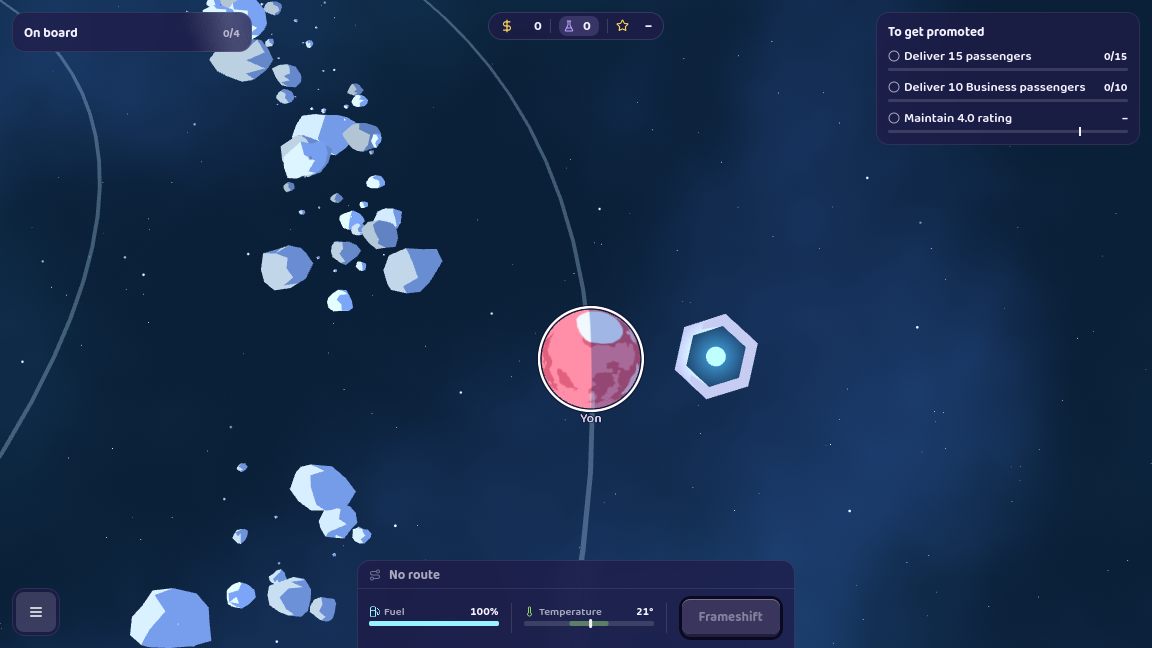 On board 0/4
0 0 –
To get promoted
Deliver 15 passengers 0/15
Deliver 10 Business passengers 0/10
Maintain 4.0 rating –
Yon
No route
Fuel 100% Temperature 21° Frameshift